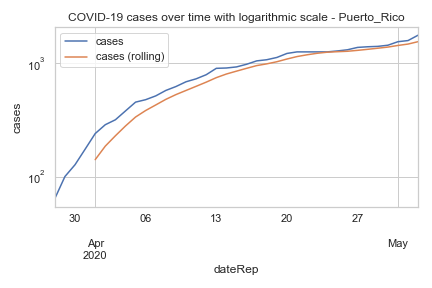 COVID-19 cases over time with logarithmic scale - Puerto_Rico
cases
cases (rolling)
10³
10²
cases
30
06
13
20
27
Apr
2020
May
dateRep